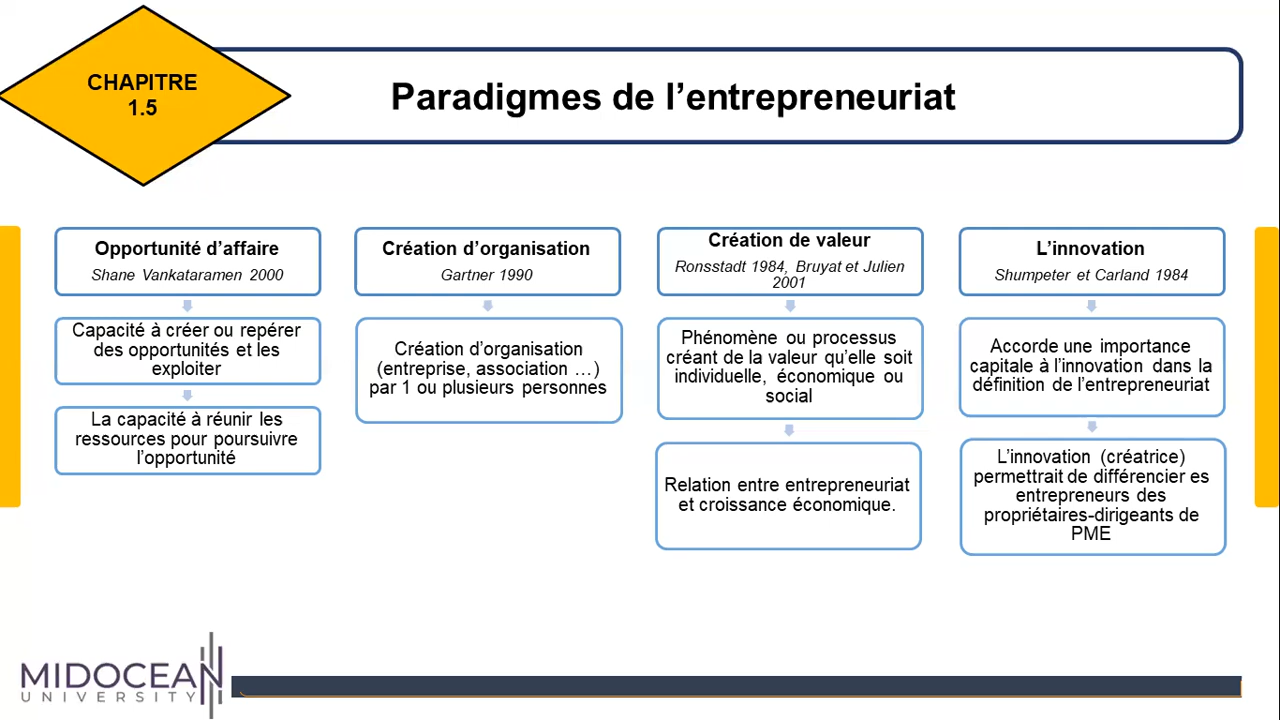 CHAPITRE
1.5
Paradigmes de l’entrepreneuriat
Opportunité d’affaire
Shane Vankataramen 2000
Capacité à créer ou repérer
des opportunités et les
exploiter
La capacité à réunir les
ressources pour poursuivre
l’opportunité
Création d’organisation
Gartner 1990
Création d’organisation
(entreprise, association …)
par 1 ou plusieurs personnes
Création de valeur
Ronsstadt 1984, Bruyat et Julien
2001
Phénomène ou processus
créant de la valeur qu’elle soit
individuelle, économique ou
social
Relation entre entrepreneuriat
et croissance économique.
L’innovation
Shumpeter et Carland 1984
Accorde une importance
capitale à l’innovation dans la
définition de l’entrepreneuriat
L’innovation (créatrice)
permettrait de différencier es
entrepreneurs des
propriétaires-dirigeants de
PME
MIDOCEAN
UNIVERSITY